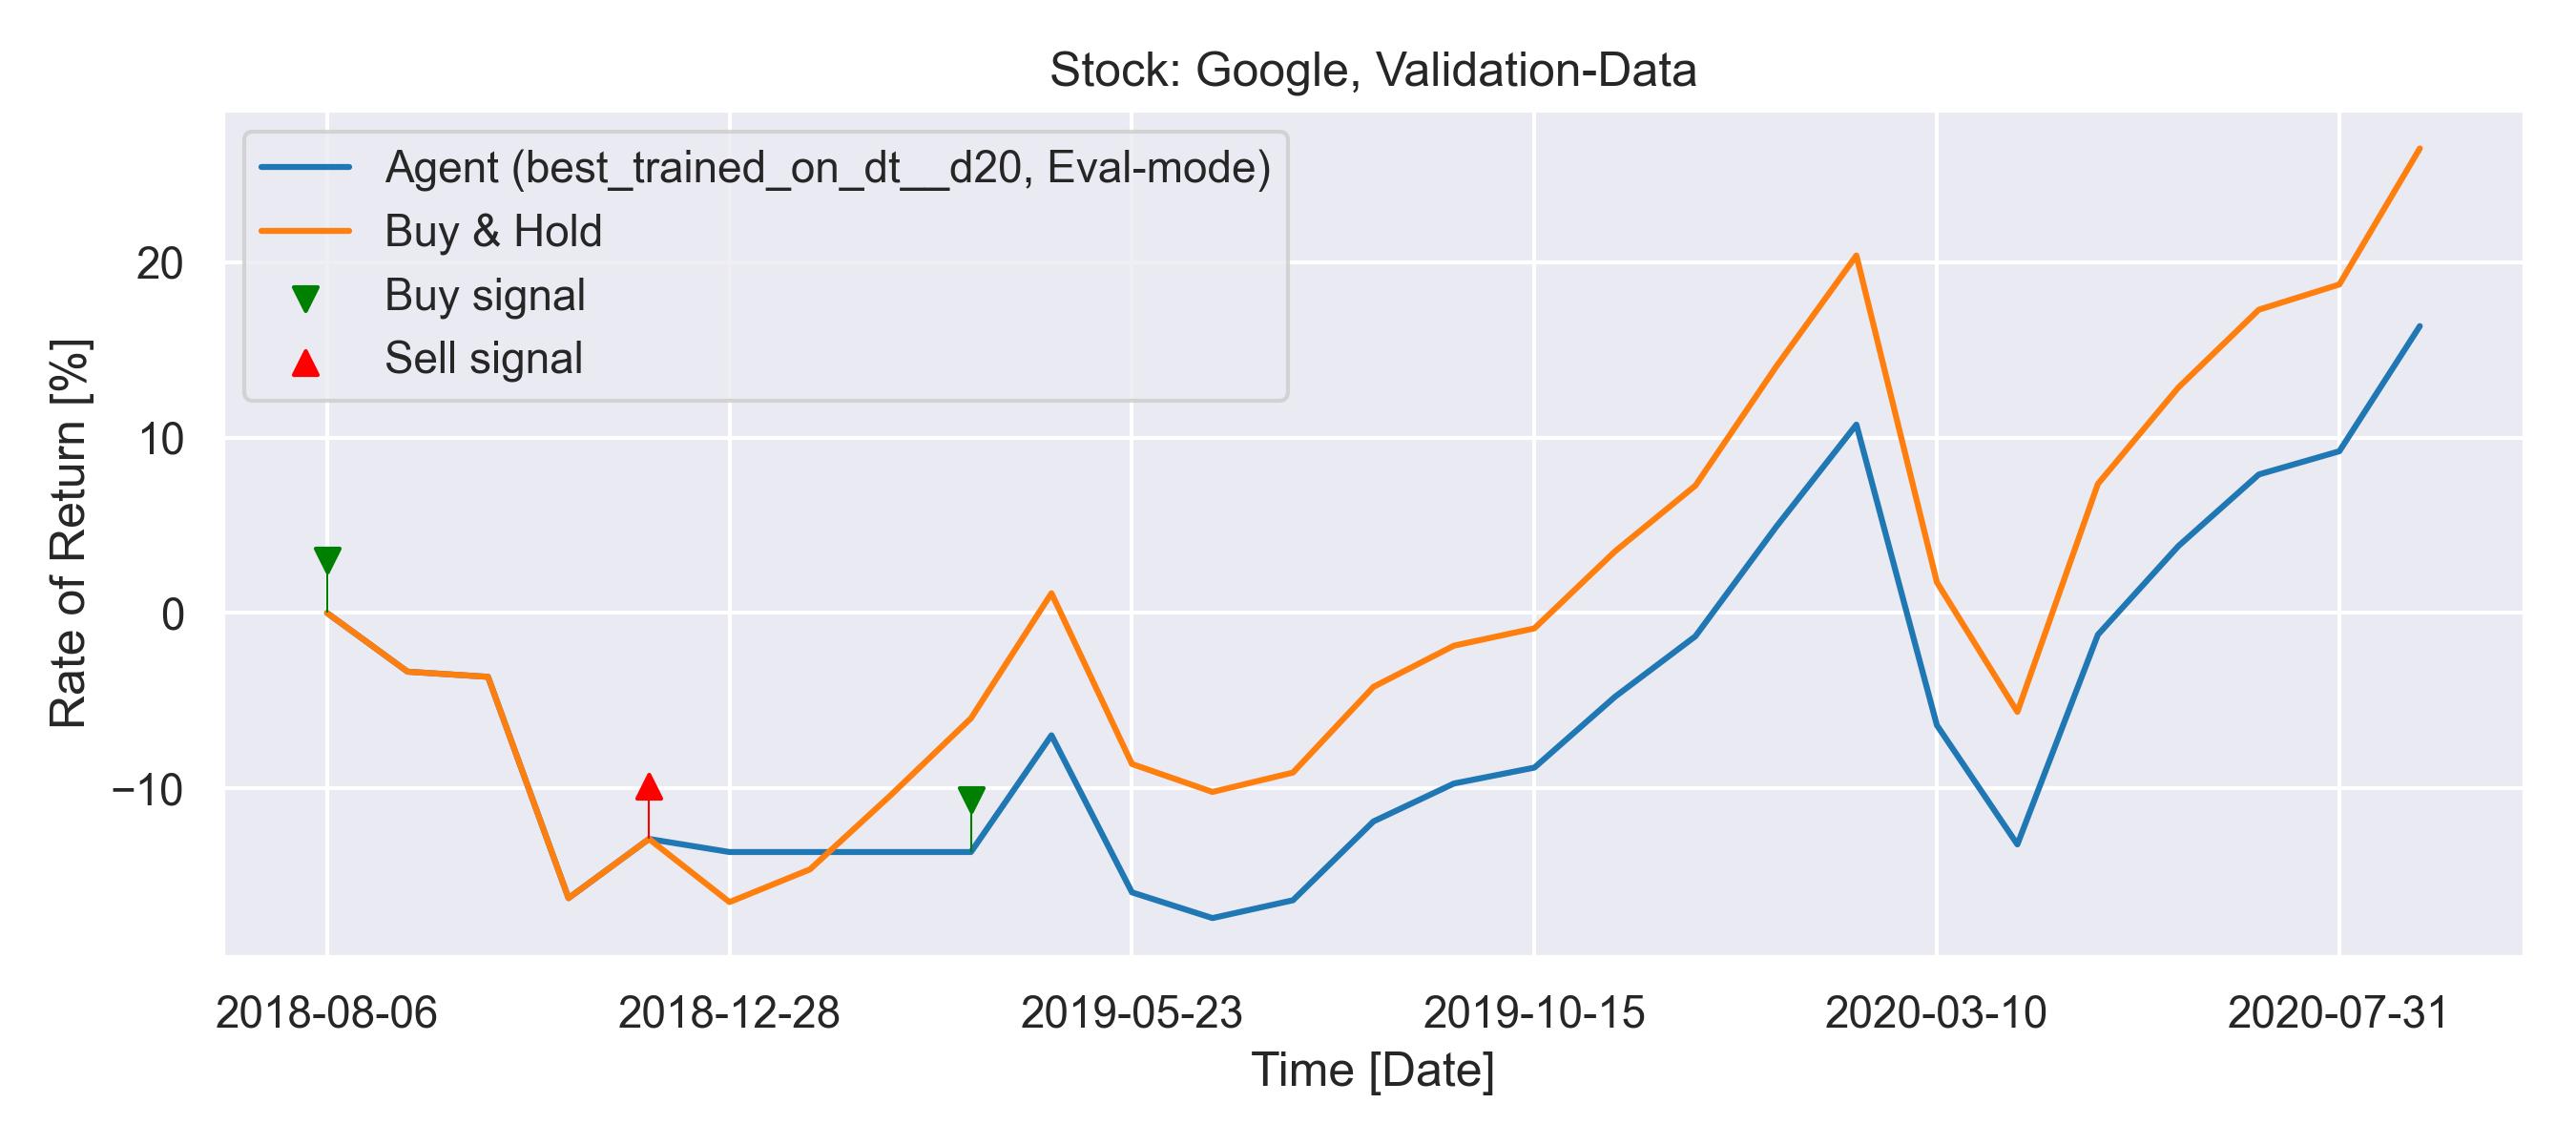 Stock: Google, Validation-Data
Agent (best_trained_on_dt__d20, Eval-mode)
Buy & Hold
Buy signal
Sell signal
Rate of Return [%]
20
10
0
−10
2018-08-06
2018-12-28
2019-05-23
2019-10-15
2020-03-10
2020-07-31
Time [Date]